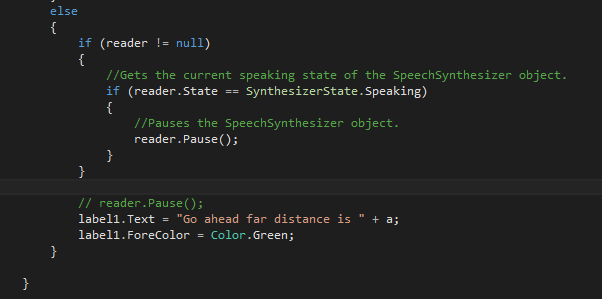 else
{
if (reader != null)
{
//Gets the current speaking state of the SpeechSynthesizer object.
if (reader.State == SynthesizerState.Speaking)
{
//Pauses the SpeechSynthesizer object.
reader.Pause();
}
}
// reader.Pause();
label1.Text = "Go ahead far distance is " + a;
label1.ForeColor = Color.Green;
}
}